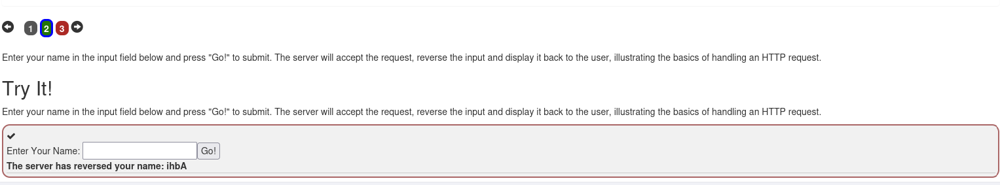 1 2 3
Enter your name in the input field below and press "Go!" to submit. The server will accept the request, reverse the input and display it back to the user, illustrating the basics of handling an HTTP request.
Try It!
Enter your name in the input field below and press "Go!" to submit. The server will accept the request, reverse the input and display it back to the user, illustrating the basics of handling an HTTP request.
Enter Your Name: Go!
The server has reversed your name: ihbA